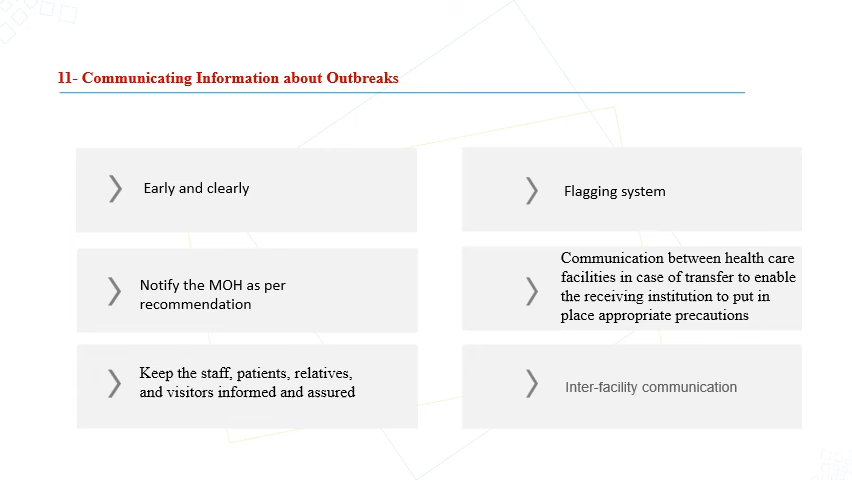 11- Communicating Information about Outbreaks
Early and clearly
Notify the MOH as per
recommendation
Keep the staff, patients, relatives,
and visitors informed and assured
Flagging system
Communication between health care
facilities in case of transfer to enable
the receiving institution to put in
place appropriate precautions
Inter-facility communication